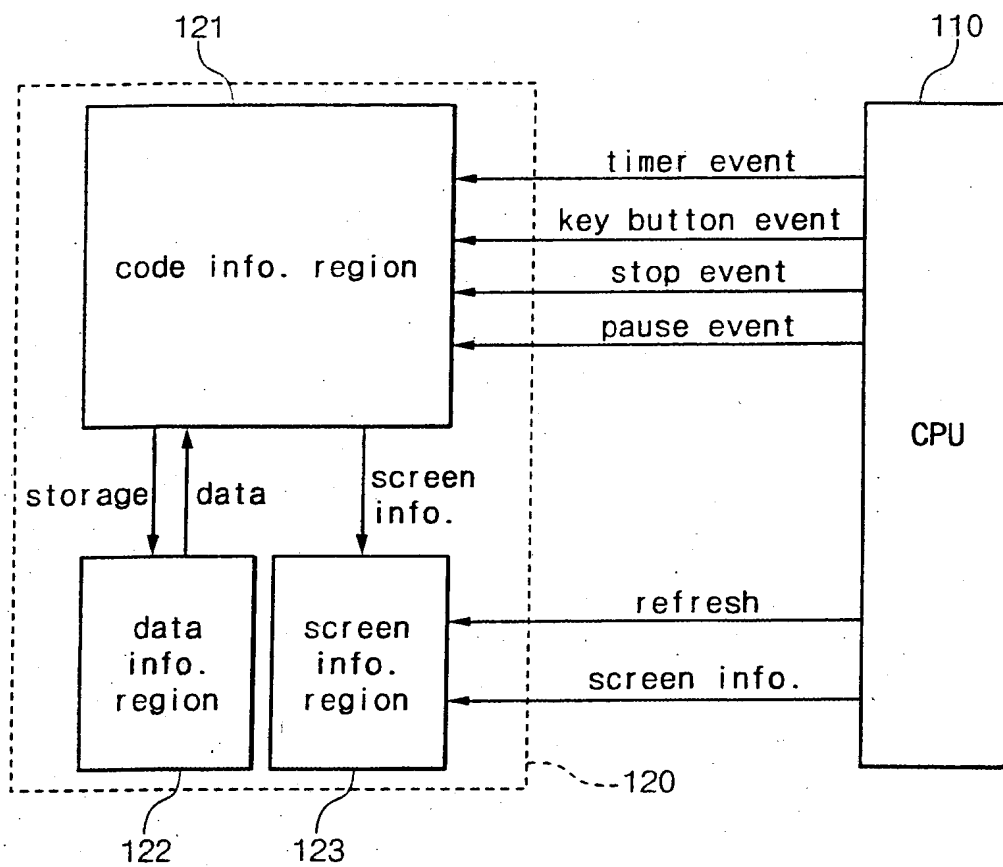 121
110
timer event
key button event
code info. region
stop event
pause event
CPU
storage
data
screen
info.
data
info.
region
screen
info.
region
refresh
screen info.
120
122
123